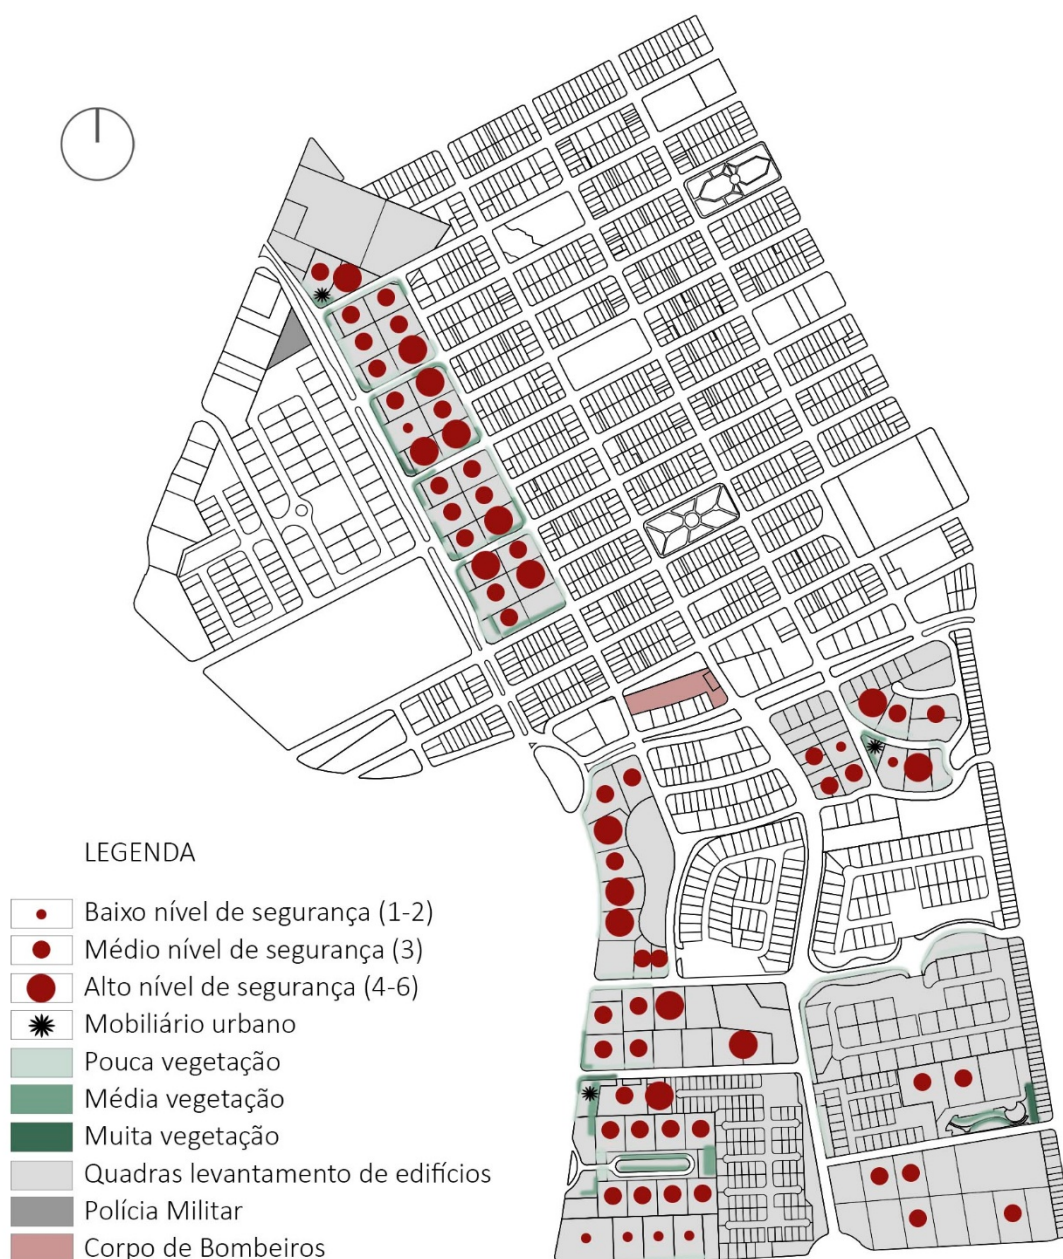 LEGENDA
Baixo nível de segurança (1-2)
Médio nível de segurança (3)
Alto nível de segurança (4-6)
Mobiliário urbano
Pouca vegetação
Média vegetação
Muita vegetação
Quadras levantamento de edifícios
Polícia Militar
Corpo de Bombeiros